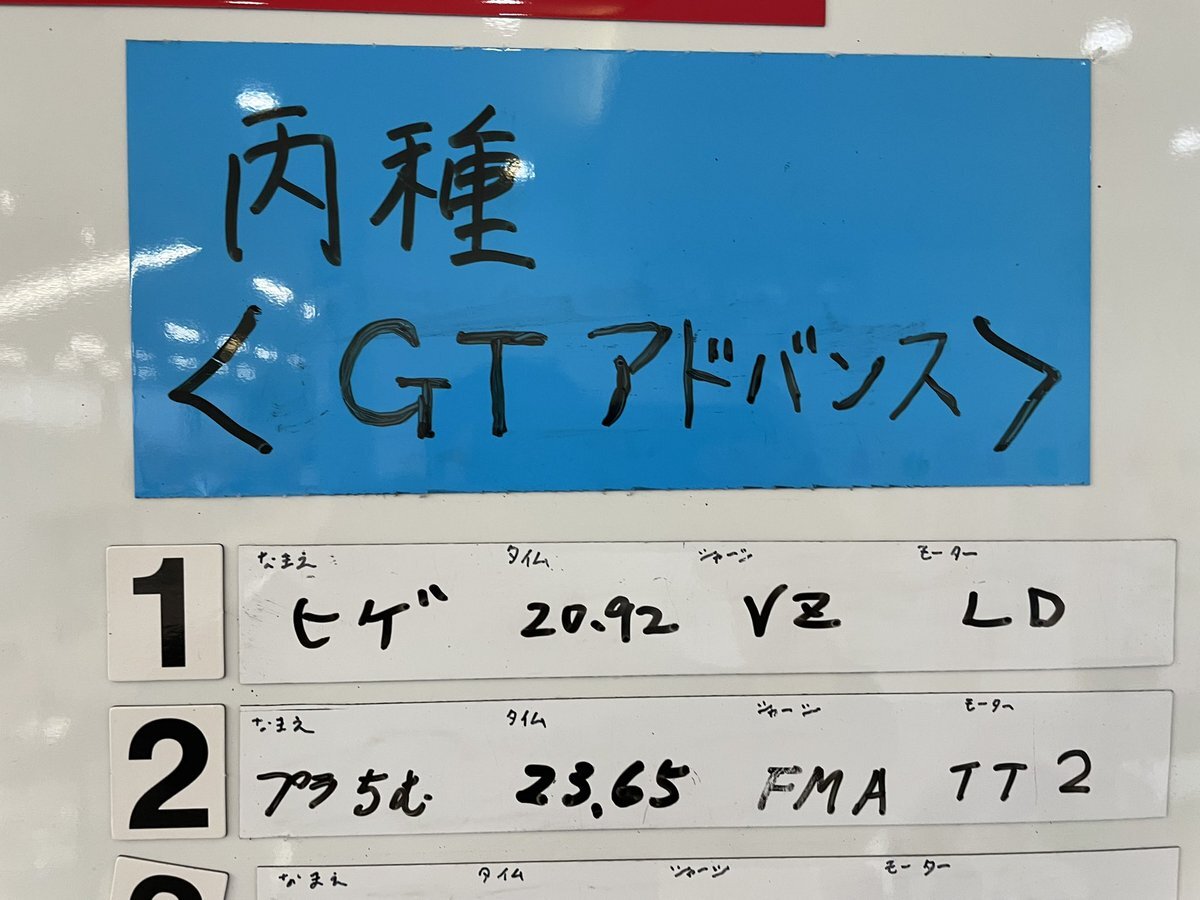 丙種
<GTアドバンス>
1 なまえ タイム シャーシ モーター
ヒゲ 20.92 VZ LD
2 なまえ タイム シャーシ モーター
プラちむ 23.65 FMA TT2
なまえ タイム シャーシ モーター